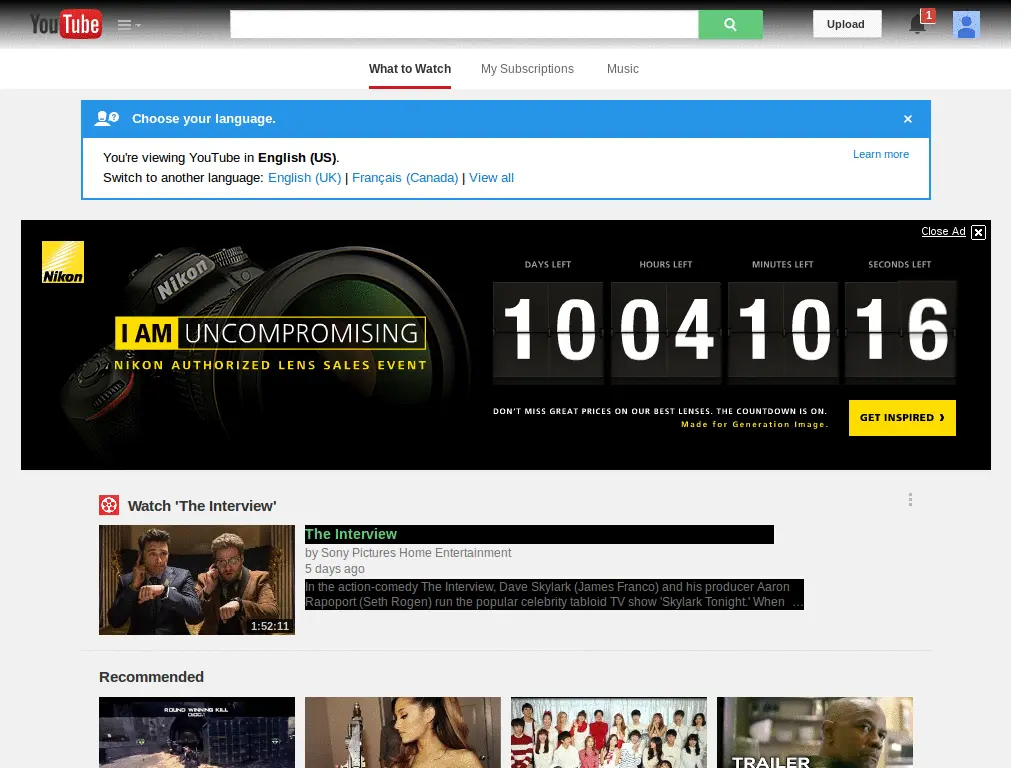 YouTube
Upload
1
What to Watch
My Subscriptions
Music
Choose your language.
You're viewing YouTube in English (US).
Learn more
Switch to another language: English (UK) | Français (Canada) | View all
Close Ad
Nikon
Nikon
DAYS LEFT
HOURS LEFT
MINUTES LEFT
SECONDS LEFT
10 04 10 16
I AM UNCOMPROMISING
NIKON AUTHORIZED LENS SALES EVENT
DON'T MISS GREAT PRICES ON OUR BEST LENSES. THE COUNTDOWN IS ON.
Made for Generation Image.
GET INSPIRED ›
Watch 'The Interview'
The Interview
by Sony Pictures Home Entertainment
5 days ago
In the action-comedy The Interview, Dave Skylark (James Franco) and his producer Aaron
Rapoport (Seth Rogen) run the popular celebrity tabloid TV show 'Skylark Tonight.' When ...
1:52:11
Recommended
ROUND WINNING KILL
TRAILER